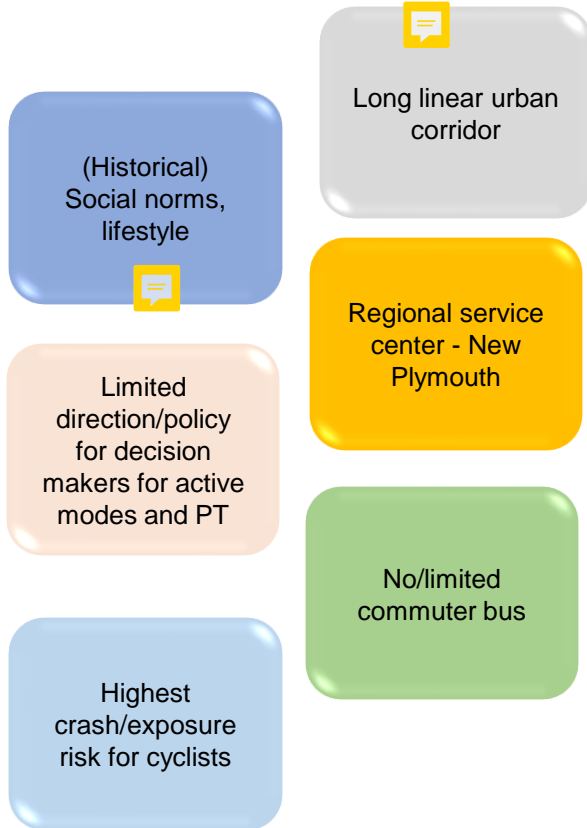 Long linear urban
corridor
(Historical)
Social norms,
lifestyle
Regional service
center - New
Plymouth
Limited
direction/policy
for decision
makers for active
modes and PT
No/limited
commuter bus
Highest
crash/exposure
risk for cyclists